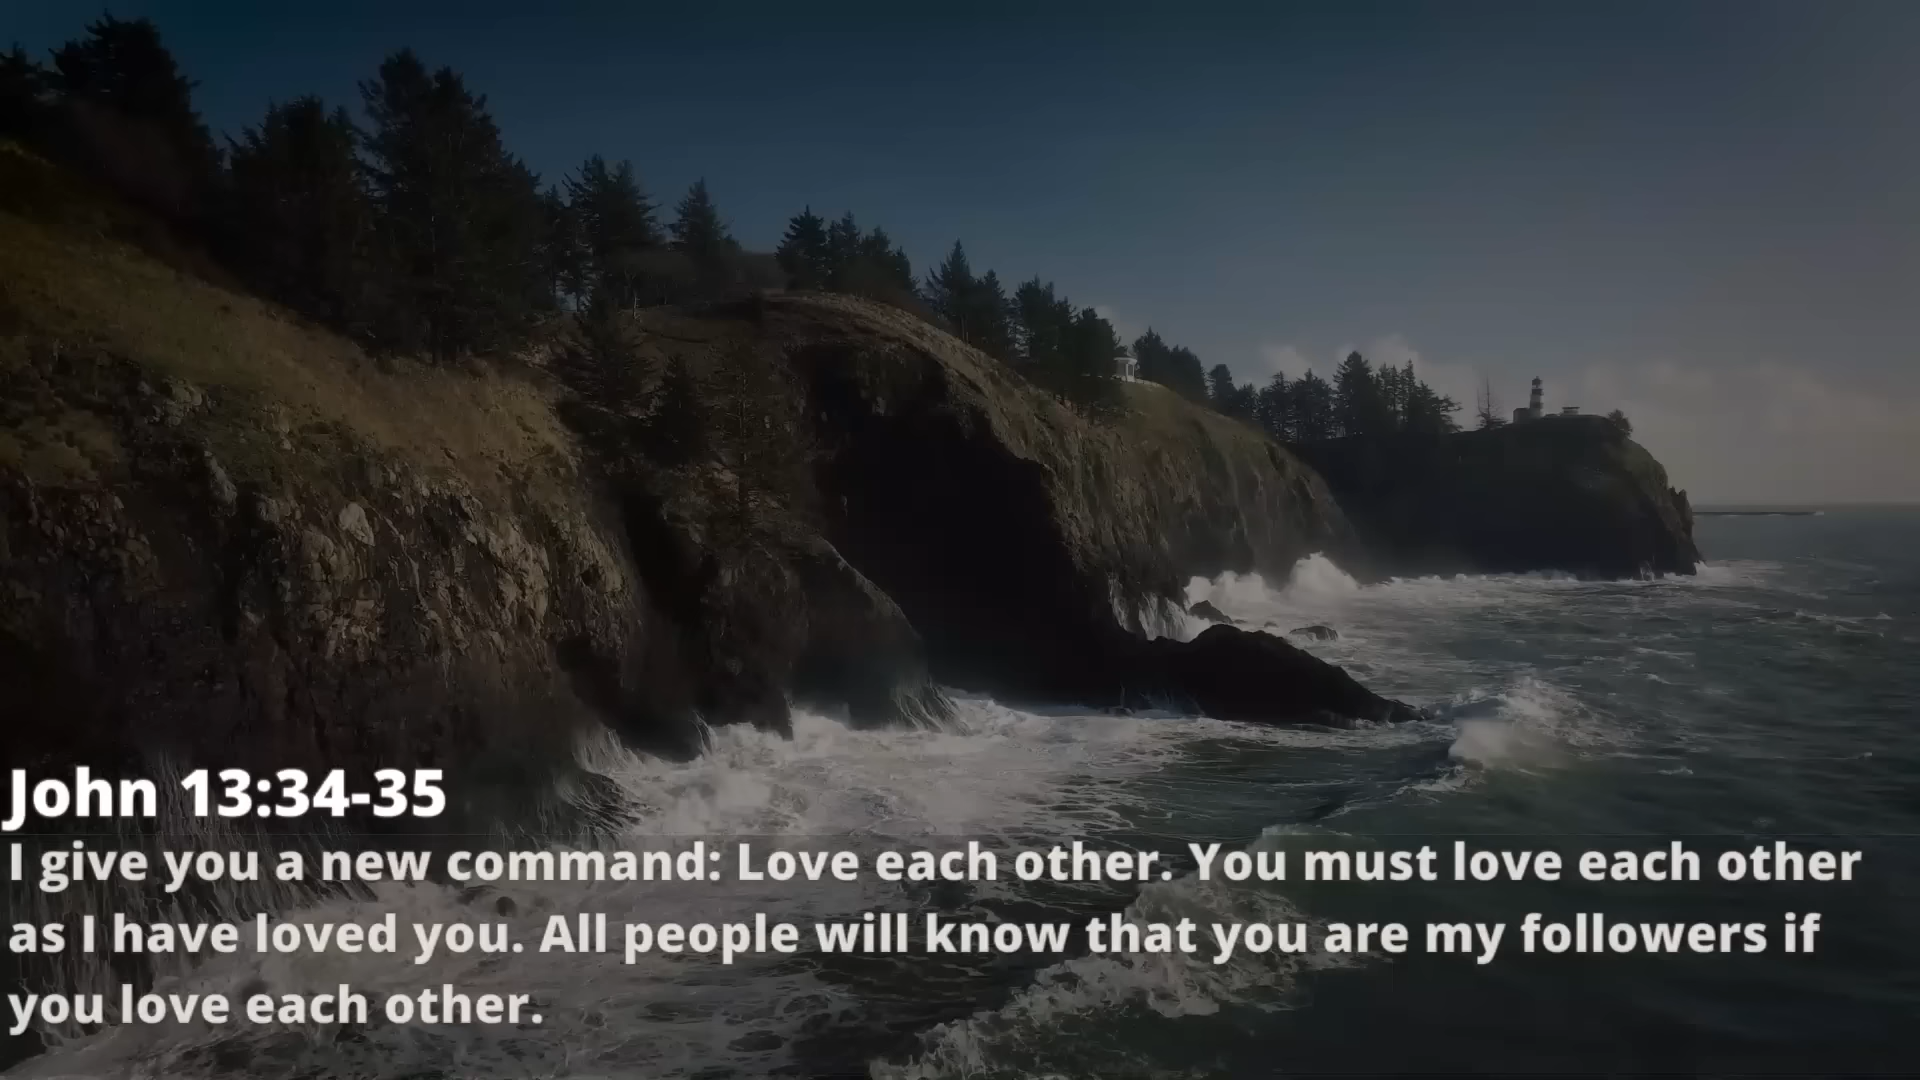 John 13:34-35
I give you a new command: Love each other. You must love each other
as I have loved you. All people will know that you are my followers if
you love each other.